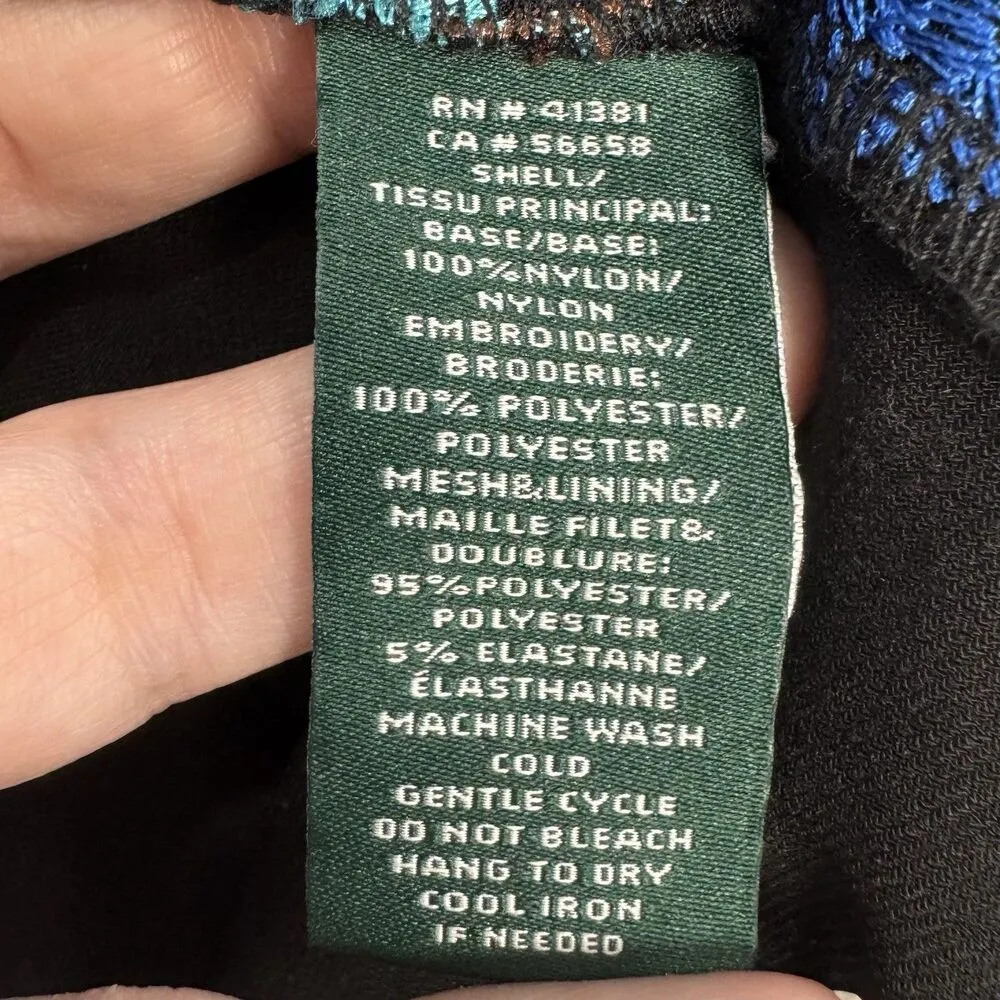 RN # 41381
CA # 56658
SHELL/
TISSU PRINCIPAL:
BASE/BASE:
100%NYLON/
NYLON
EMBROIDERY/
BRODERIE:
100% POLYESTER/
POLYESTER
MESH&LINING/
MAILLE FILET&
DOUBLURE:
95%POLYESTER/
POLYESTER
5% ELASTANE/
ÉLASTHANNE
MACHINE WASH
COLD
GENTLE CYCLE
DO NOT BLEACH
HANG TO DRY
COOL IRON
IF NEEDED